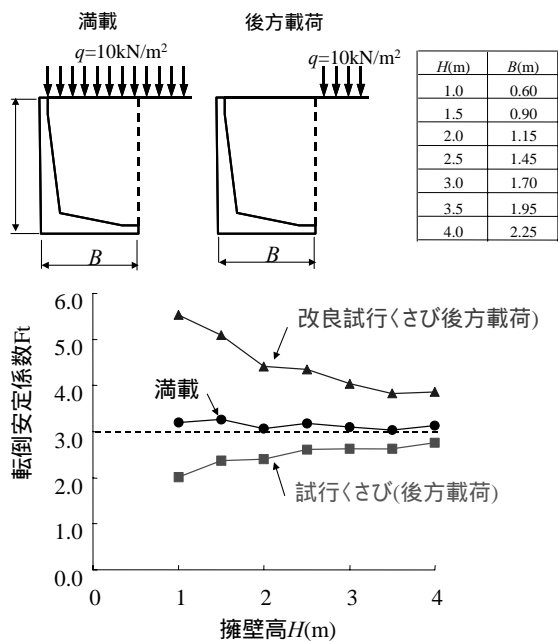 満載
後方載荷
q=10kN/m²
q=10kN/m²
B
B
H(m) B(m)
1.0 0.60
1.5 0.90
2.0 1.15
2.5 1.45
3.0 1.70
3.5 1.95
4.0 2.25
転倒安定係数Ft
6.0
5.0
4.0
3.0
2.0
1.0
0.0
改良試行くさび後方載荷)
満載
試行くさび(後方載荷)
0 1 2 3 4
擁壁高H(m)